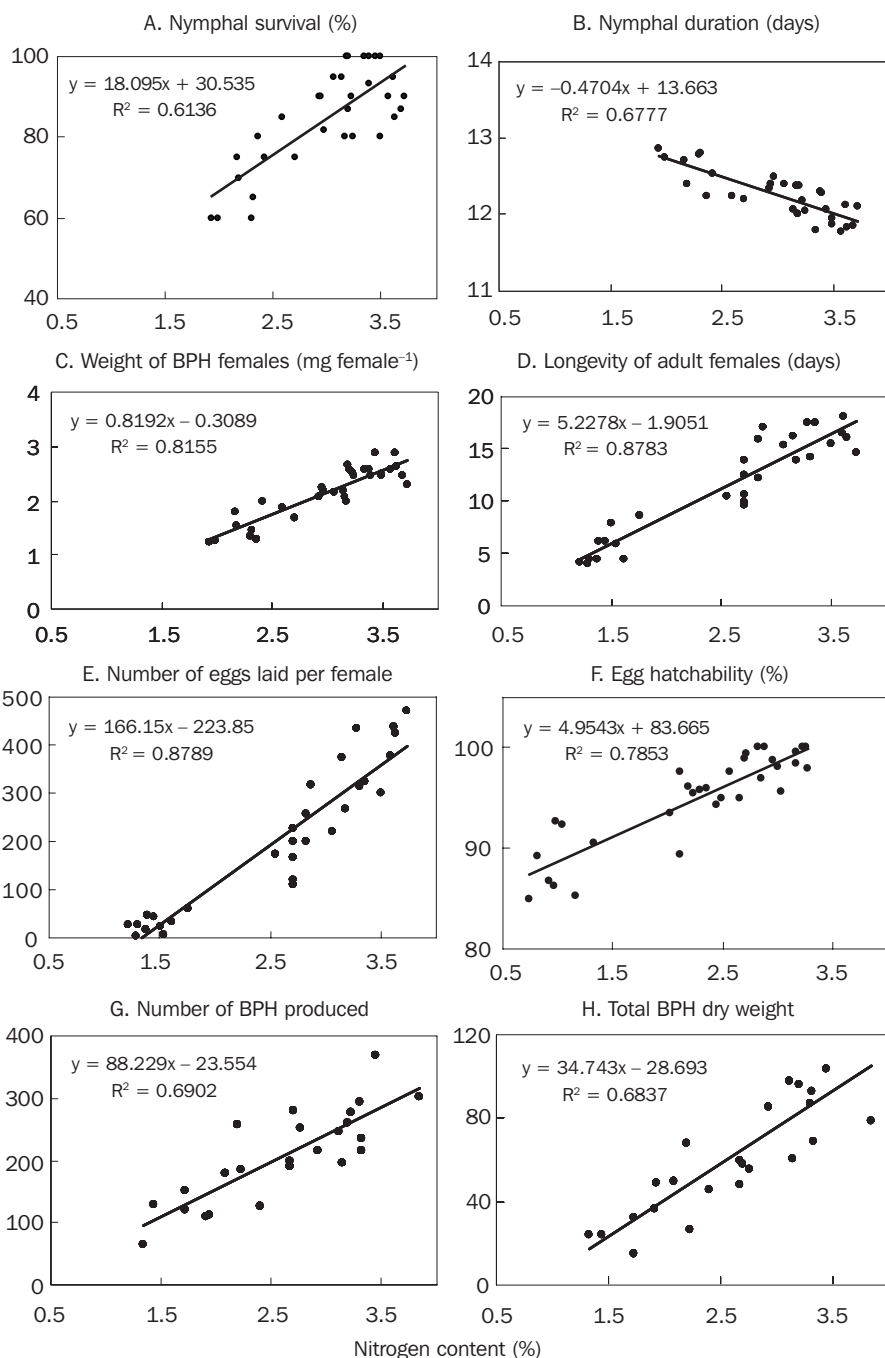 A. Nymphal survival (%)
y = 18.095x + 30.535
R² = 0.6136
100
80
60
40
0.5 1.5 2.5 3.5
B. Nymphal duration (days)
y = –0.4704x + 13.663
R² = 0.6777
14
13
12
11
0.5 1.5 2.5 3.5
C. Weight of BPH females (mg female⁻¹)
y = 0.8192x – 0.3089
R² = 0.8155
4
3
2
1
0
0.5 1.5 2.5 3.5
D. Longevity of adult females (days)
y = 5.2278x – 1.9051
R² = 0.8783
20
15
10
5
0
0.5 1.5 2.5 3.5
E. Number of eggs laid per female
y = 166.15x – 223.85
R² = 0.8789
500
400
300
200
100
0
0.5 1.5 2.5 3.5
F. Egg hatchability (%)
y = 4.9543x + 83.665
R² = 0.7853
100
90
80
0.5 1.5 2.5 3.5
G. Number of BPH produced
y = 88.229x – 23.554
R² = 0.6902
400
300
200
100
0
0.5 1.5 2.5 3.5
H. Total BPH dry weight
y = 34.743x – 28.693
R² = 0.6837
120
80
40
0
0.5 1.5 2.5 3.5
Nitrogen content (%)